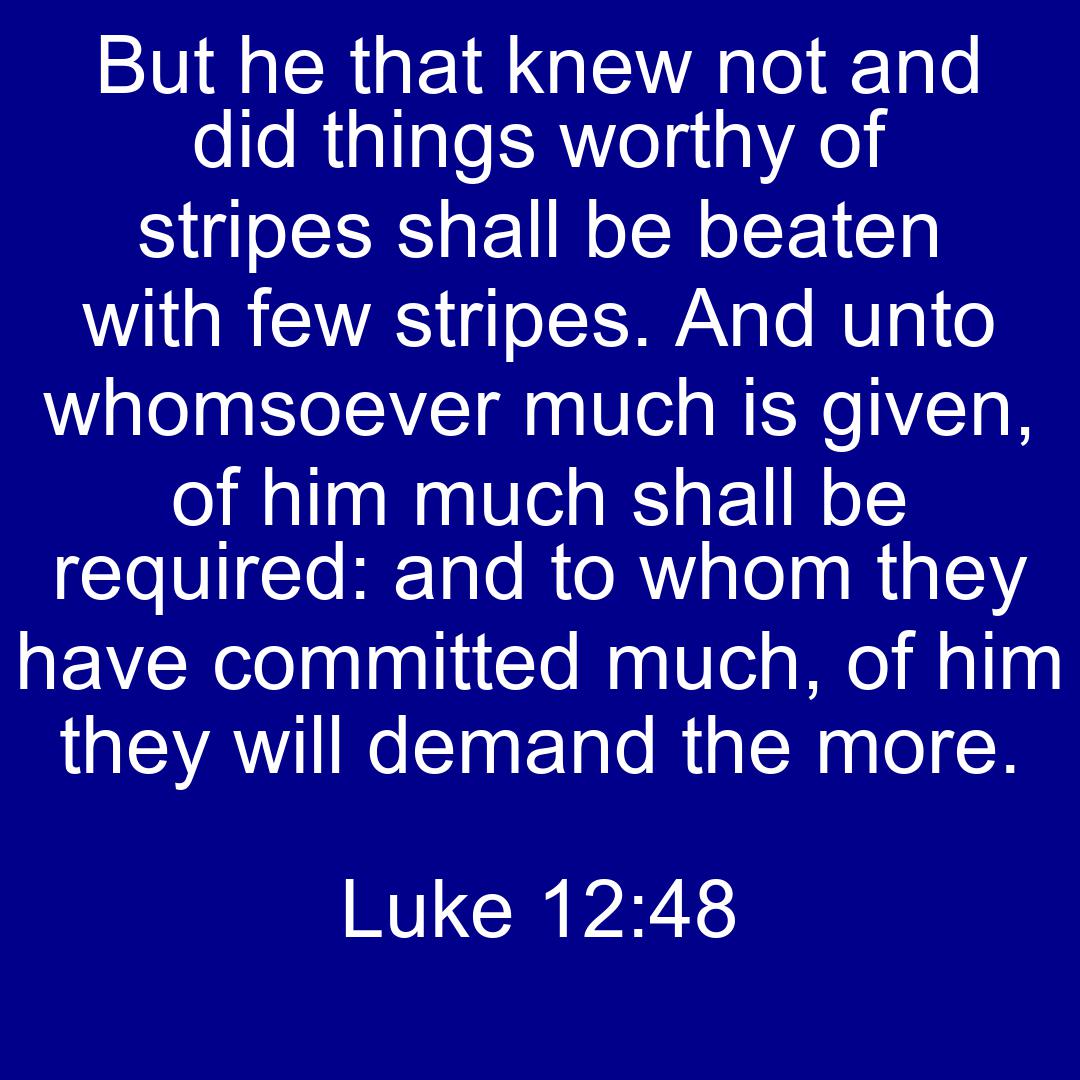 But he that knew not and
did things worthy of
stripes shall be beaten
with few stripes. And unto
whomsoever much is given,
of him much shall be
required: and to whom they
have committed much, of him
they will demand the more.
Luke 12:48